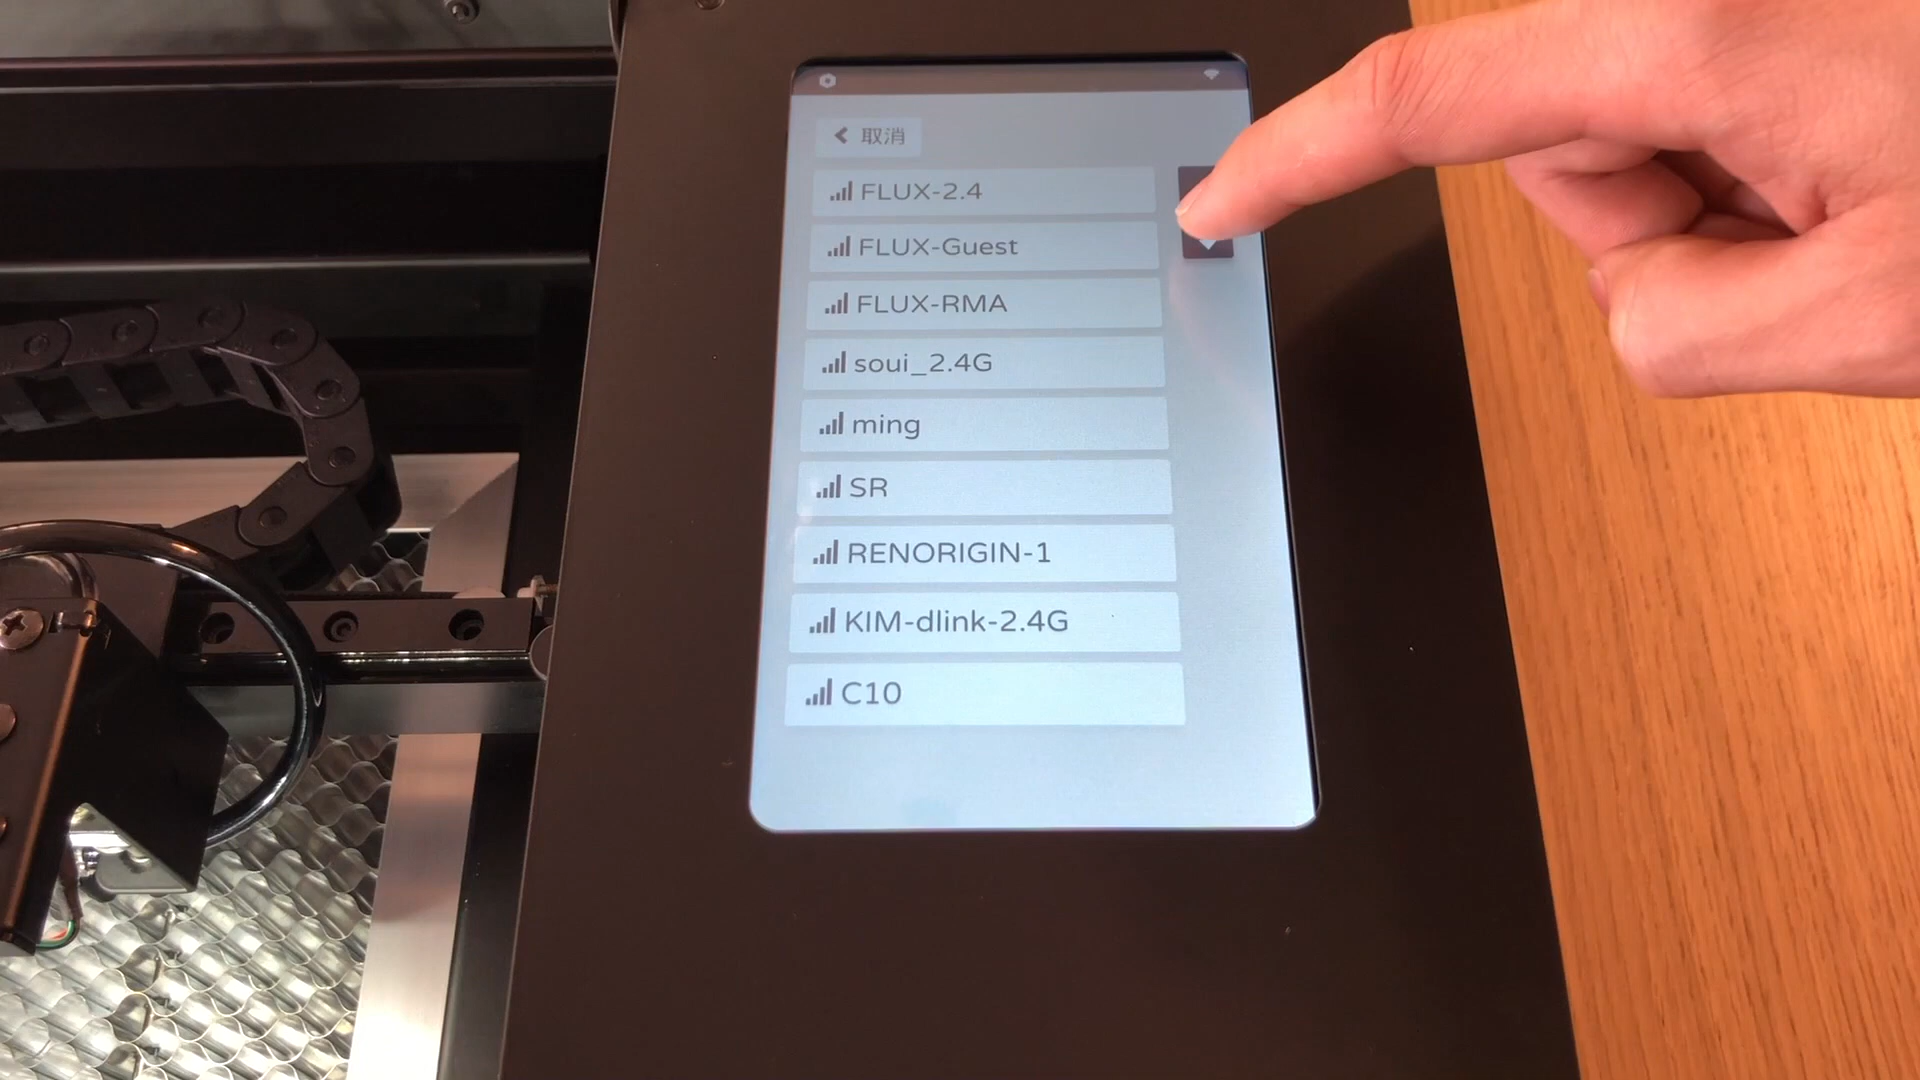 取消
FLUX-2.4
FLUX-Guest
FLUX-RMA
soui_2.4G
ming
SR
RENORIGIN-1
KIM-dlink-2.4G
C10